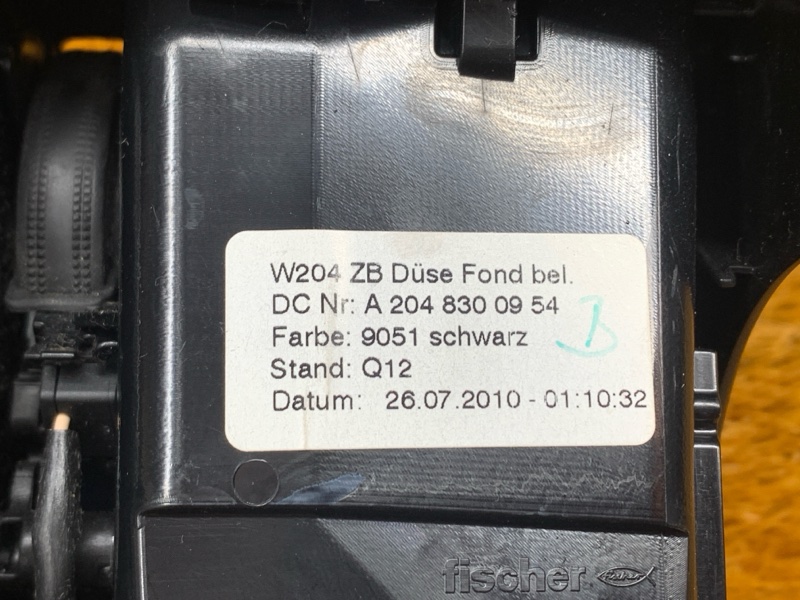 W204 ZB Düse Fond bel.
DC Nr: A 204 830 09 54
Farbe: 9051 schwarz
Stand: Q12
Datum: 26.07.2010 - 01:10:32
fischer fischer